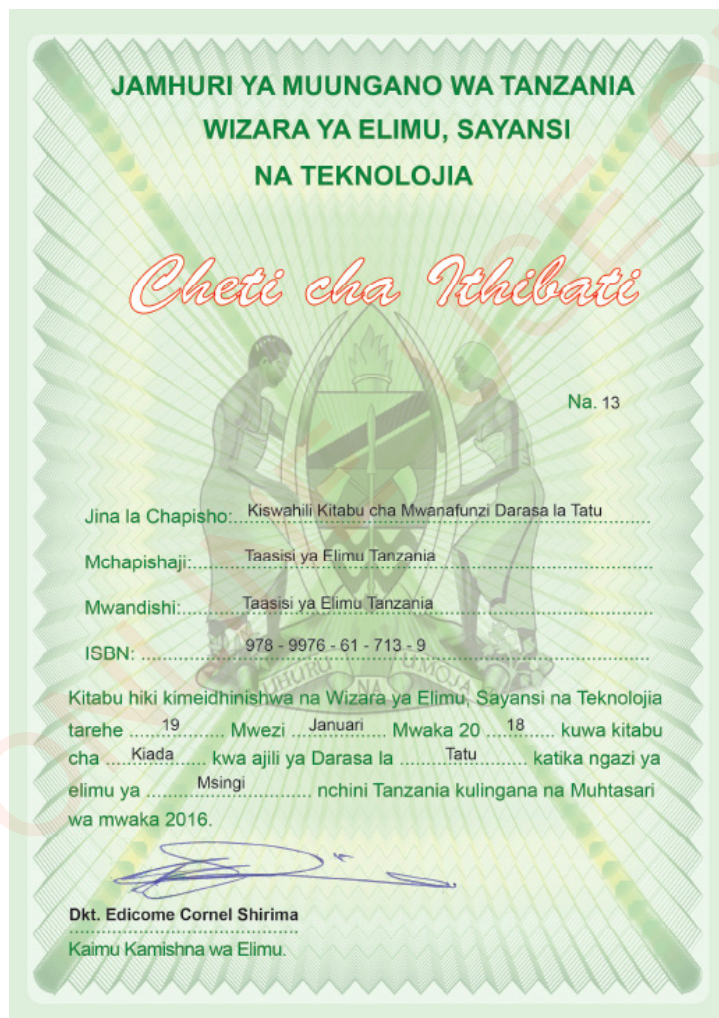 JAMHURI YA MUUNGANO WA TANZANIA
WIZARA YA ELIMU, SAYANSI
NA TEKNOLOJIA
Cheti cha Ithibati
Na. 13
Jina la Chapisho: Kiswahili Kitabu cha Mwanafunzi Darasa la Tatu
Mchapishaji: Taasisi ya Elimu Tanzania
Mwandishi: Taasisi ya Elimu Tanzania
ISBN: 978 - 9976 - 61 - 713 - 9
UHURU NA UMOJA
Kitabu hiki kimeidhinishwa na Wizara ya Elimu, Sayansi na Teknolojia
tarehe ...19... Mwezi ...Januari... Mwaka 20 ...18... kuwa kitabu
cha ...Kiada... kwa ajili ya Darasa la ...Tatu... katika ngazi ya
elimu ya ...Msingi... nchini Tanzania kulingana na Muhtasari
wa mwaka 2016.
Dkt. Edicome Cornel Shirima
Kaimu Kamishna wa Elimu.